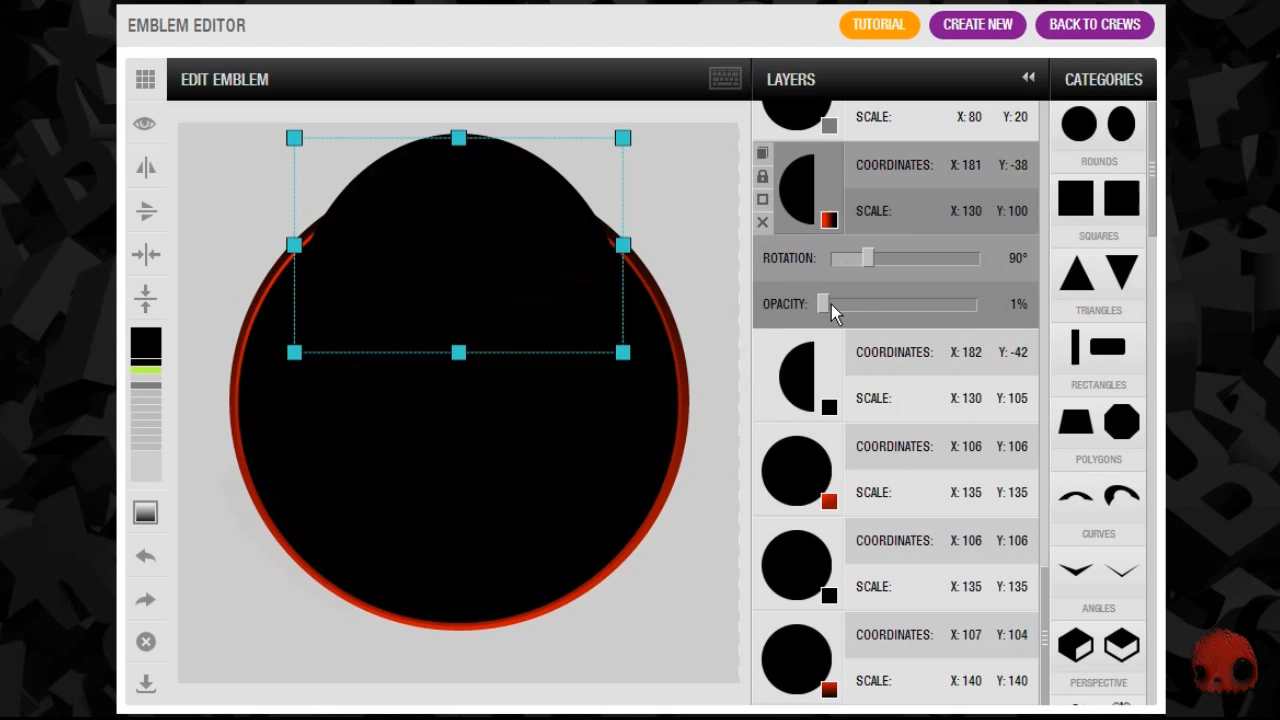 EMBLEM EDITOR
TUTORIAL
CREATE NEW
BACK TO CREWS
EDIT EMBLEM
LAYERS
CATEGORIES
SCALE: X: 80 Y: 20
COORDINATES: X: 181 Y: -38
SCALE: X: 130 Y: 100
ROTATION: 90°
OPACITY: 1%
COORDINATES: X: 182 Y: -42
SCALE: X: 130 Y: 105
COORDINATES: X: 106 Y: 106
SCALE: X: 135 Y: 135
COORDINATES: X: 106 Y: 106
SCALE: X: 135 Y: 135
COORDINATES: X: 107 Y: 104
SCALE: X: 140 Y: 140
ROUNDS
SQUARES
TRIANGLES
RECTANGLES
POLYGONS
CURVES
ANGLES
PERSPECTIVE